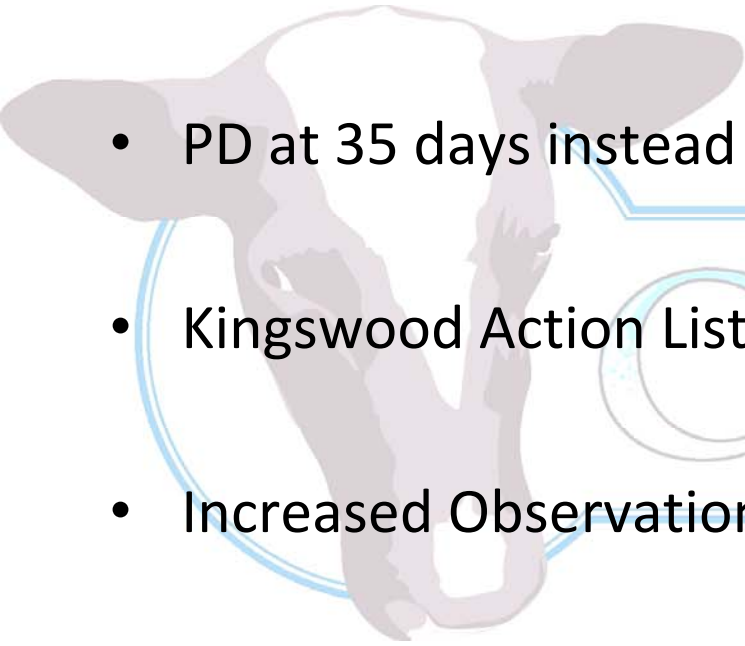 • PD at 35 days instead
• Kingswood Action List
• Increased Observation